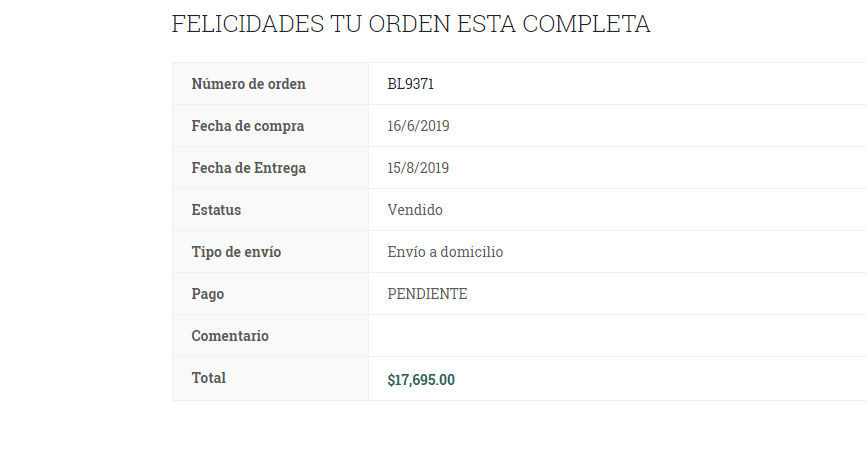 FELICIDADES TU ORDEN ESTA COMPLETA
Número de orden BL9371
Fecha de compra 16/6/2019
Fecha de Entrega 15/8/2019
Estatus Vendido
Tipo de envío Envío a domicilio
Pago PENDIENTE
Comentario
Total $17,695.00